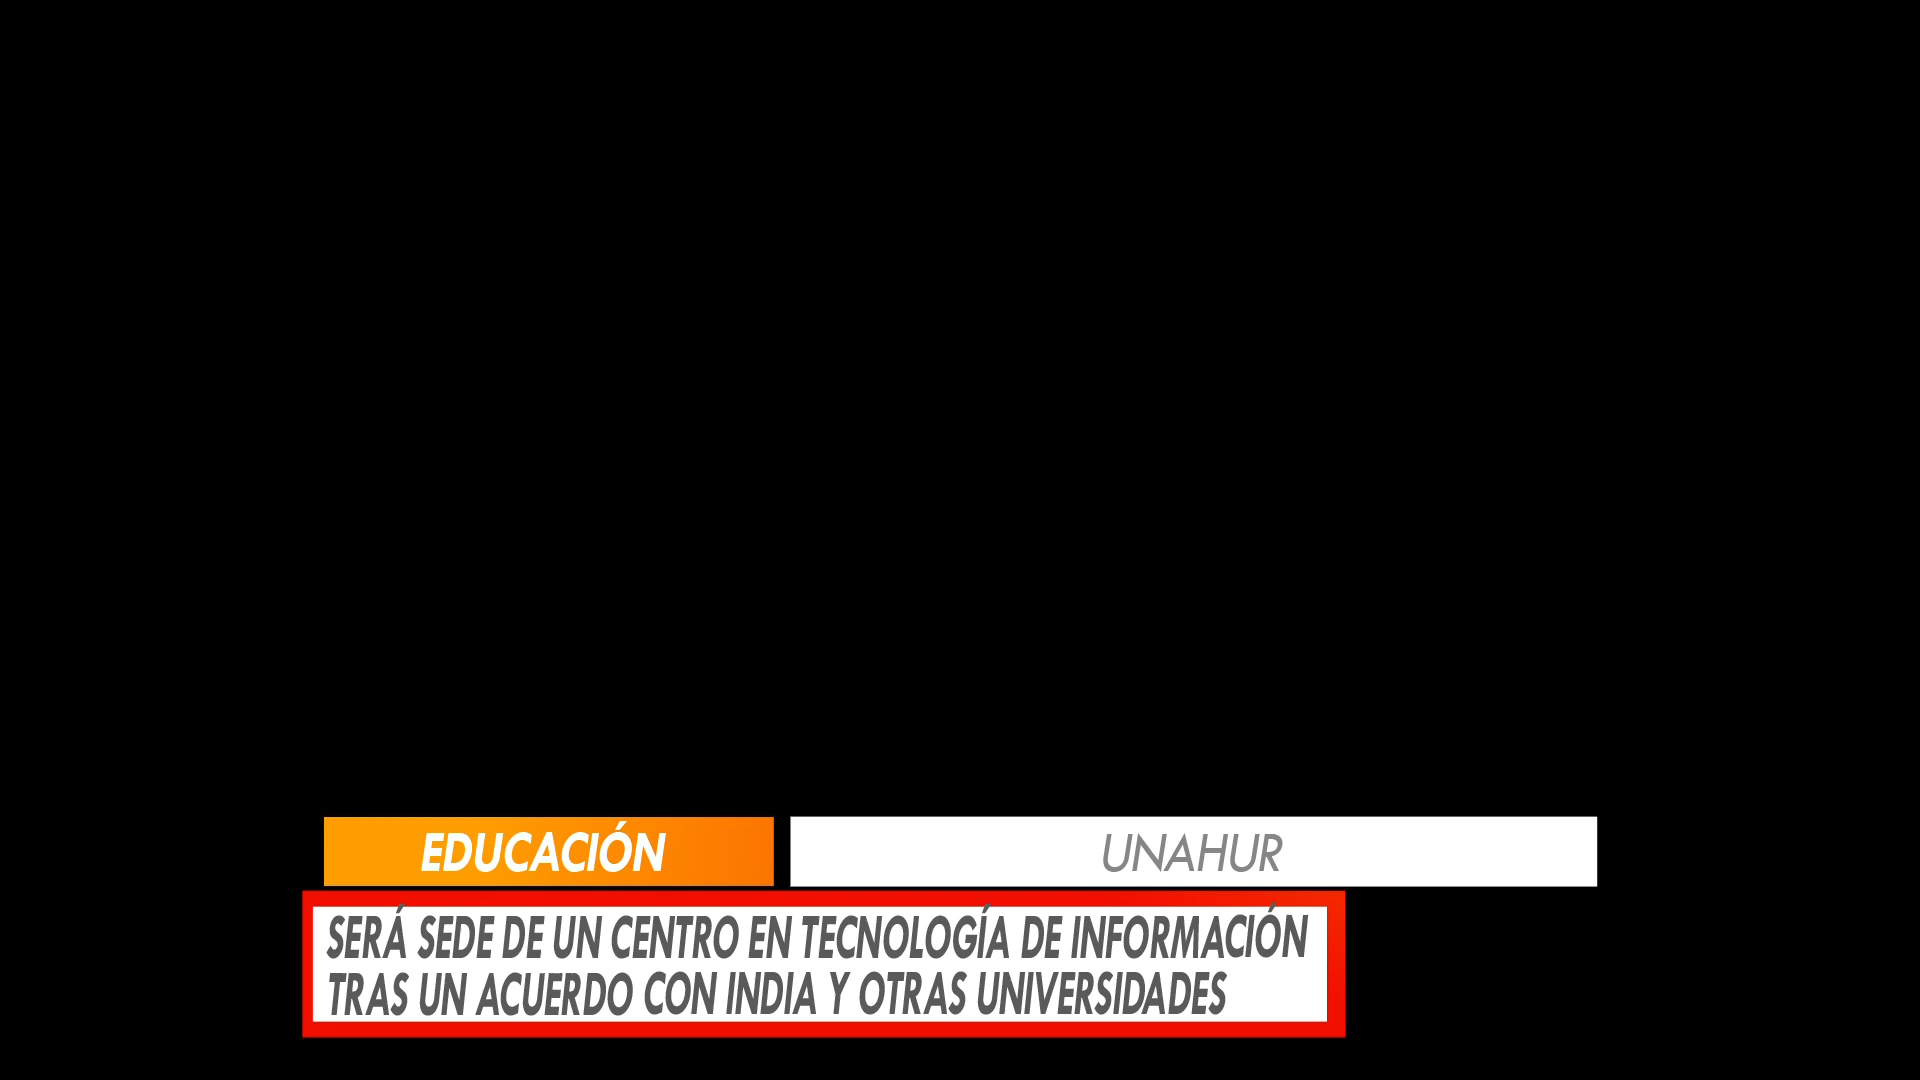 EDUCACIÓN
UNAHUR
SERÁ SEDE DE UN CENTRO EN TECNOLOGÍA DE INFORMACIÓN
TRAS UN ACUERDO CON INDIA Y OTRAS UNIVERSIDADES